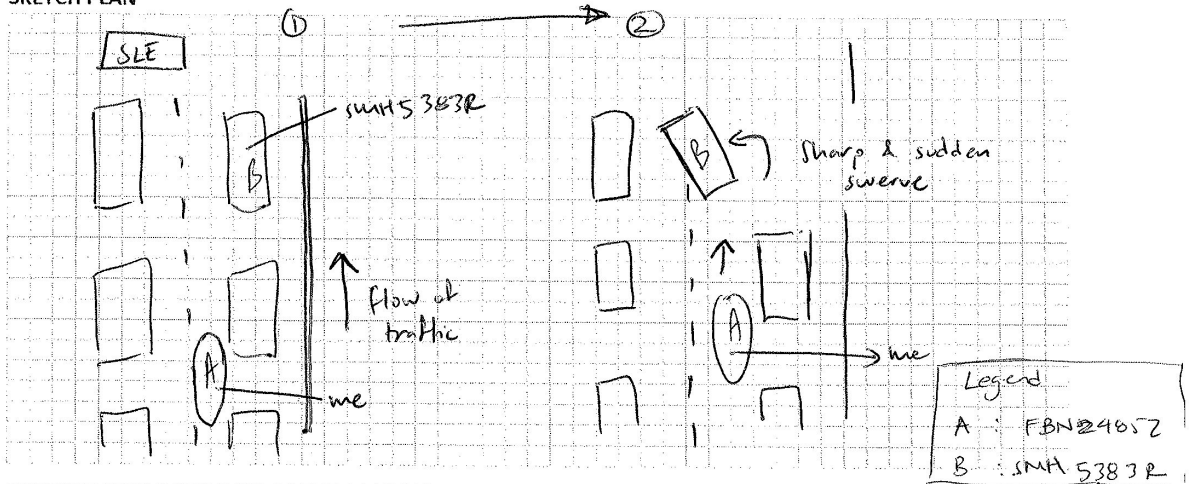 SKETCH PLAN
① ②
SLE
SMH5383R
B
A
me
flow of
traffic
B
sharp & sudden
swerve
A
me
Legend
A : FBN2485Z
B : SMH 5383R